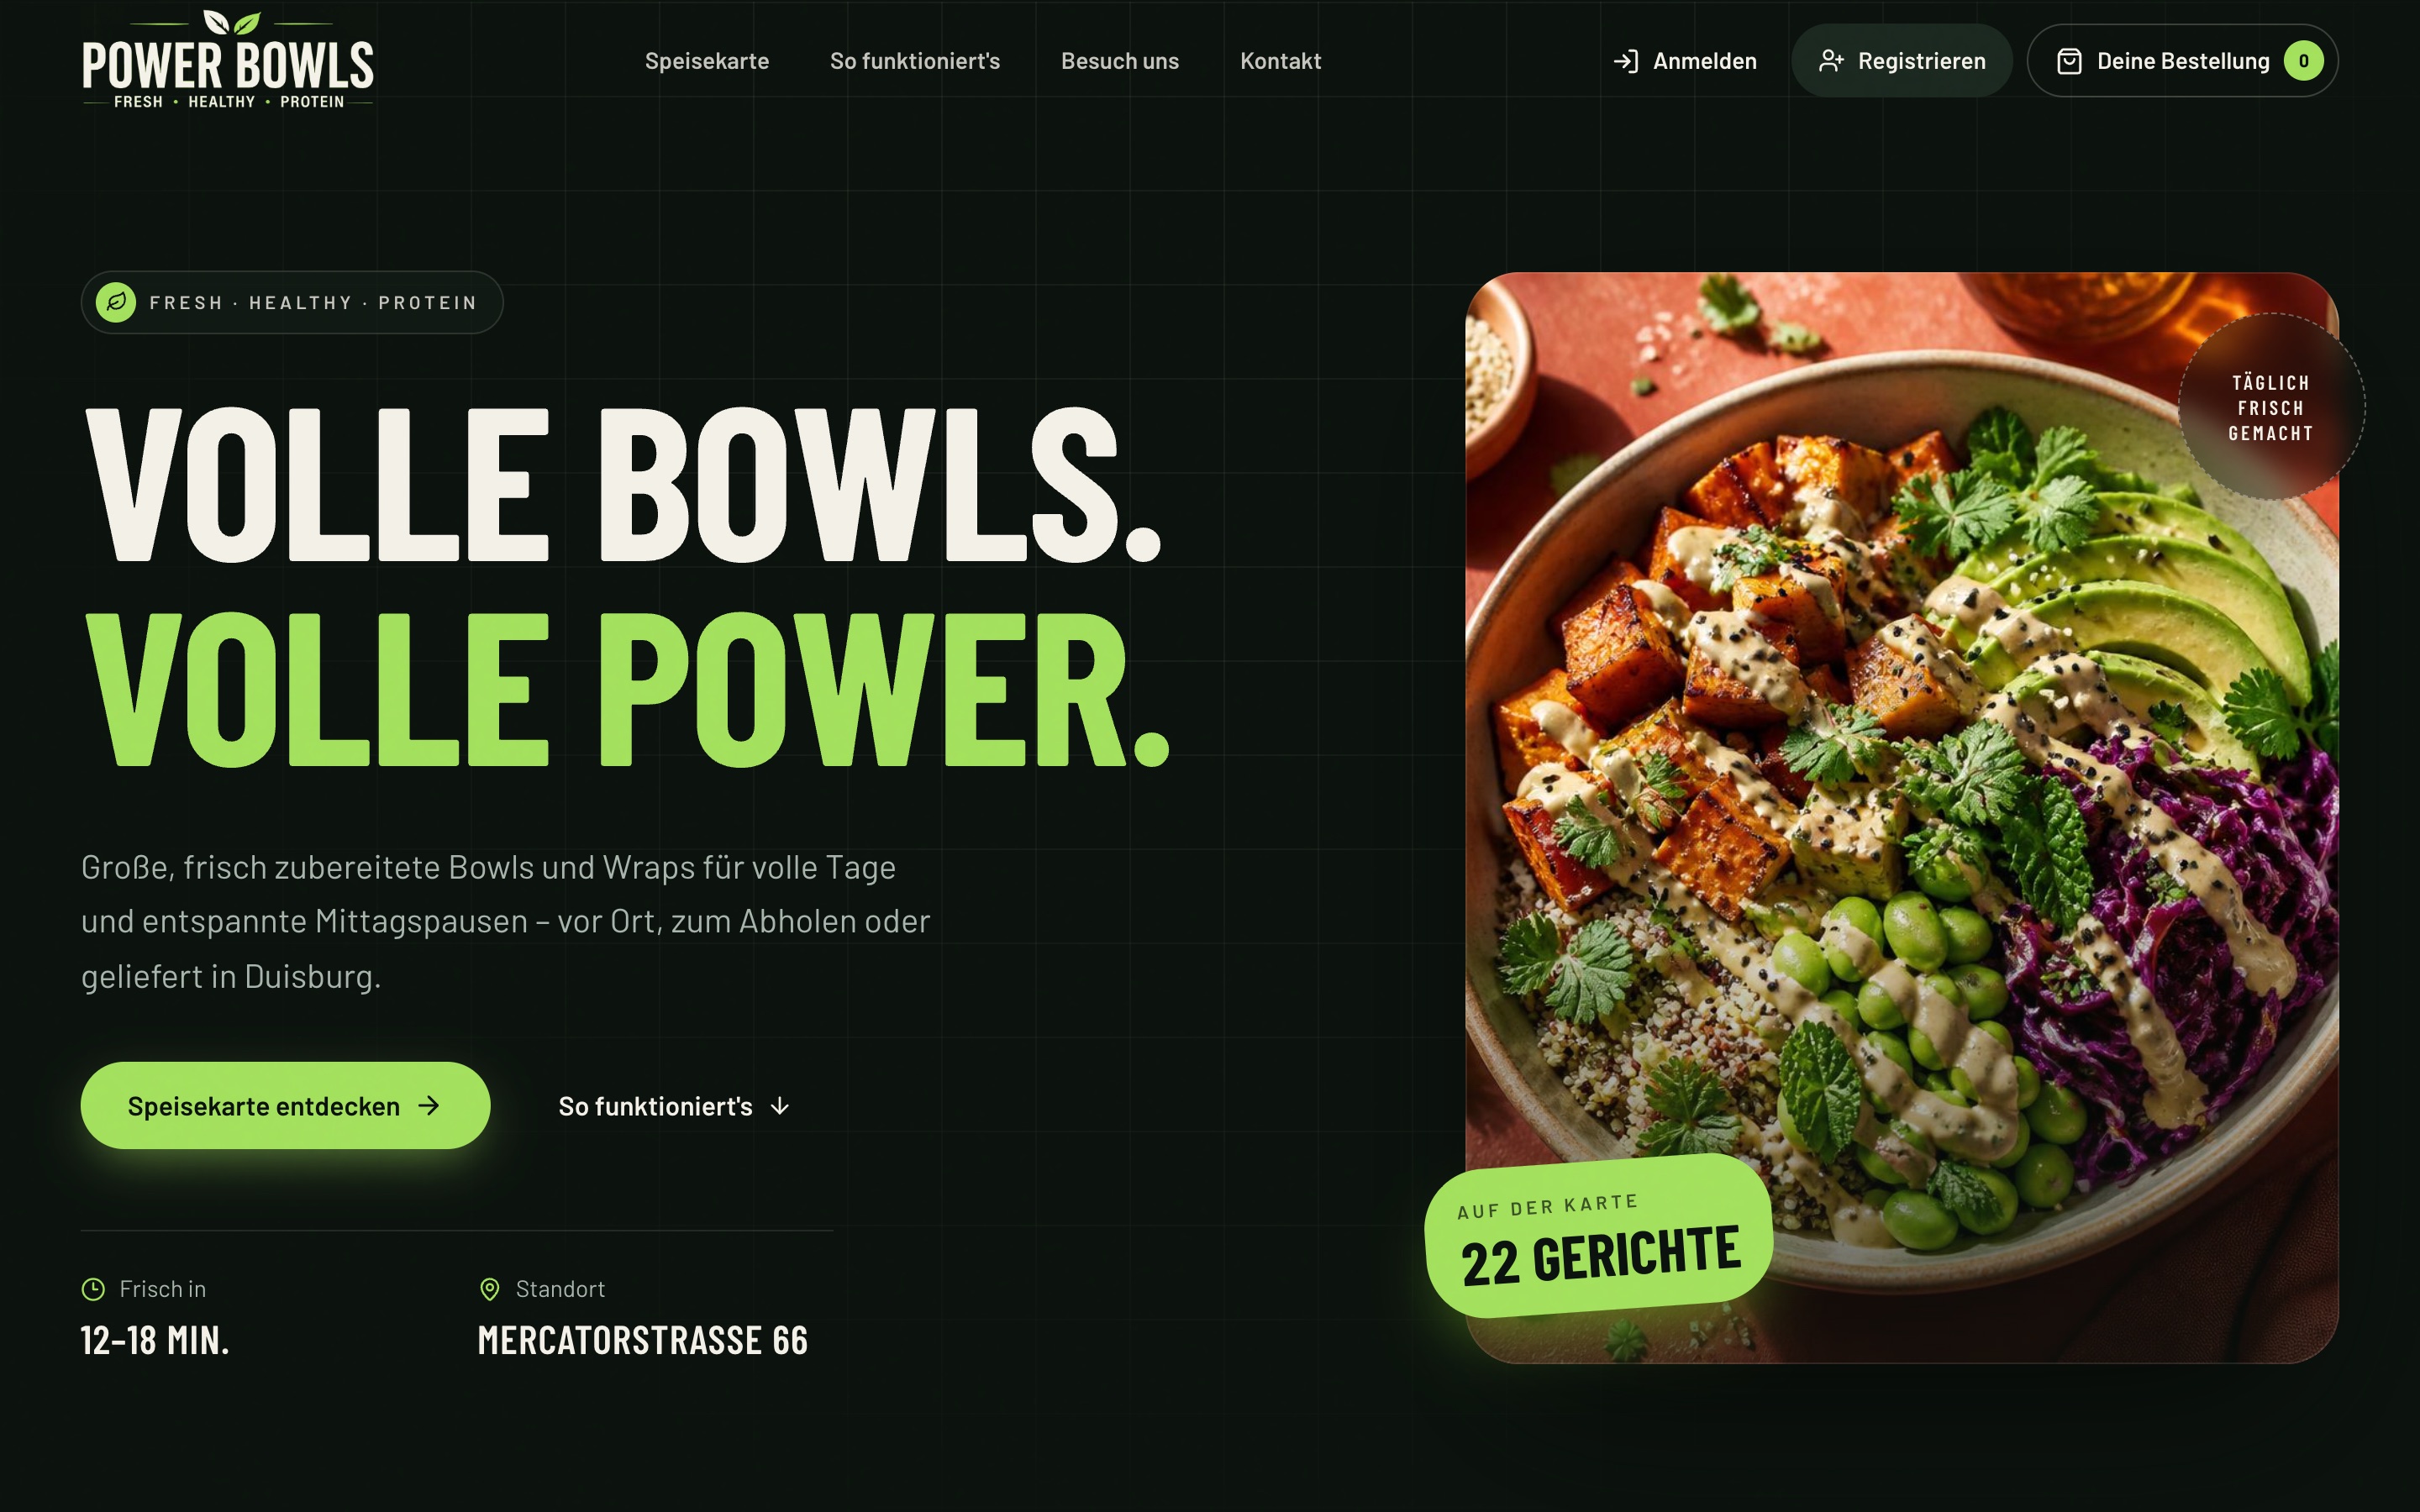 POWER BOWLS
FRESH • HEALTHY • PROTEIN
Speisekarte
So funktioniert's
Besuch uns
Kontakt
Anmelden
Registrieren
Deine Bestellung 0
FRESH · HEALTHY · PROTEIN
VOLLE BOWLS.
VOLLE POWER.
Große, frisch zubereitete Bowls und Wraps für volle Tage
und entspannte Mittagspausen – vor Ort, zum Abholen oder
geliefert in Duisburg.
Speisekarte entdecken →
So funktioniert's ↓
Frisch in
12–18 MIN.
Standort
MERCATORSTRASSE 66
TÄGLICH
FRISCH
GEMACHT
AUF DER KARTE
22 GERICHTE